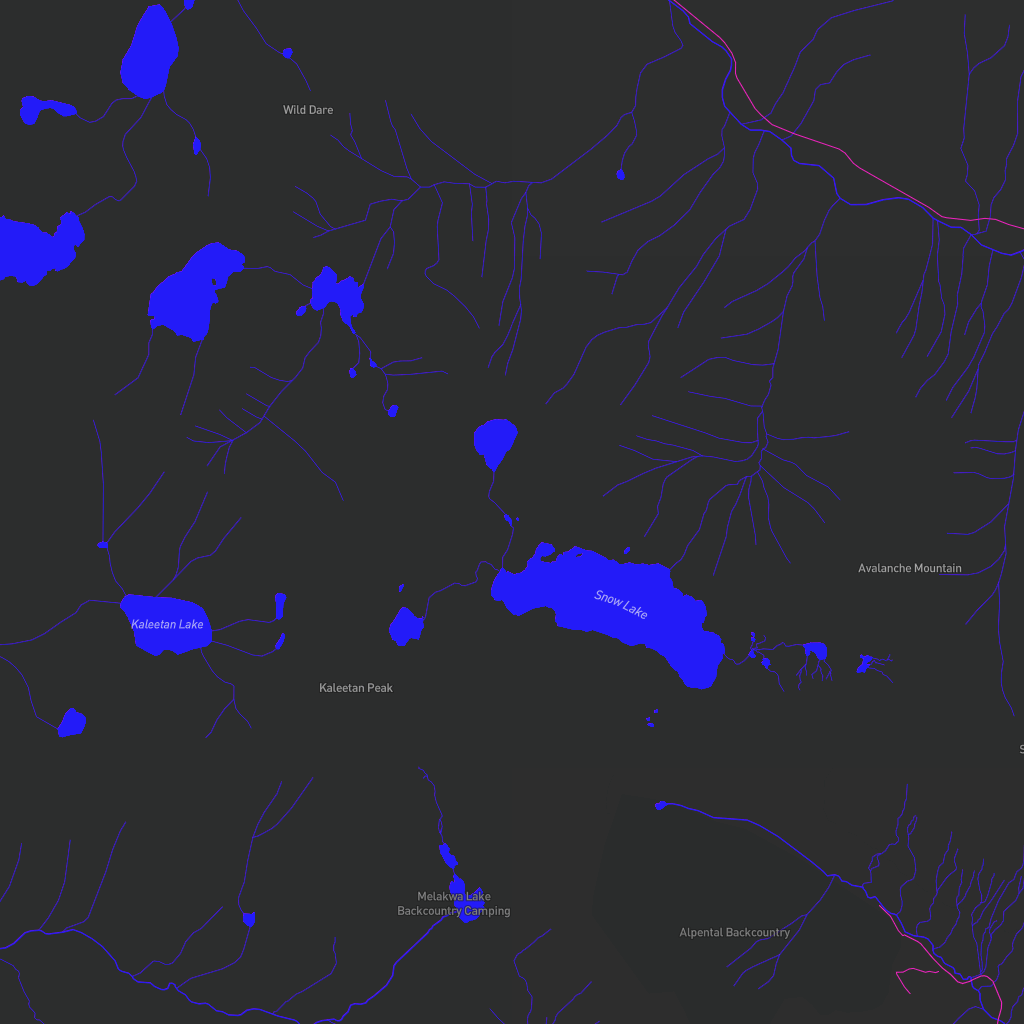 Wild Dare
Avalanche Mountain
Snow Lake
Kaleetan Lake
Kaleetan Peak
S
Melakwa Lake
Backcountry Camping
Alpental Backcountry